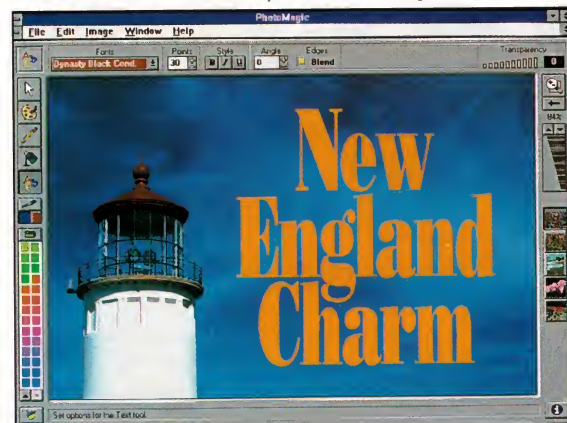 PhotoMagic
File Edit Image Window Help
Fonts Points Style Angle Edges Transparency
Dynasty Black Cond. 30 B I U 0 Blend 0
84%
New
England
Charm
Set options for the Text tool